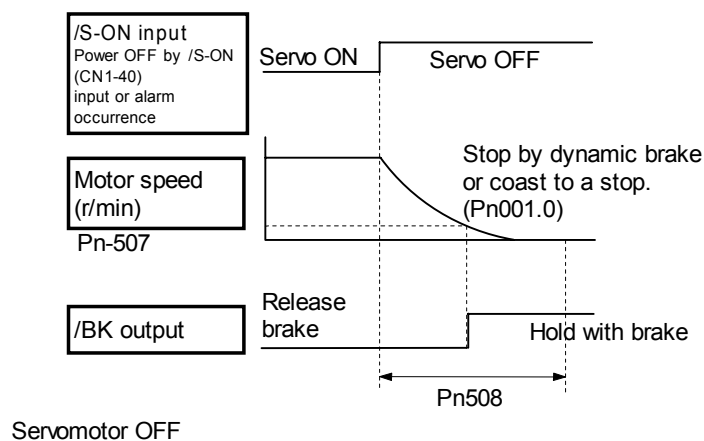 /S-ON input
Power OFF by /S-ON
(CN1-40)
input or alarm
occurrence
Servo ON
Servo OFF
Motor speed
(r/min)
Pn-507
Stop by dynamic brake
or coast to a stop.
(Pn001.0)
/BK output
Release
brake
Hold with brake
Pn508
Servomotor OFF